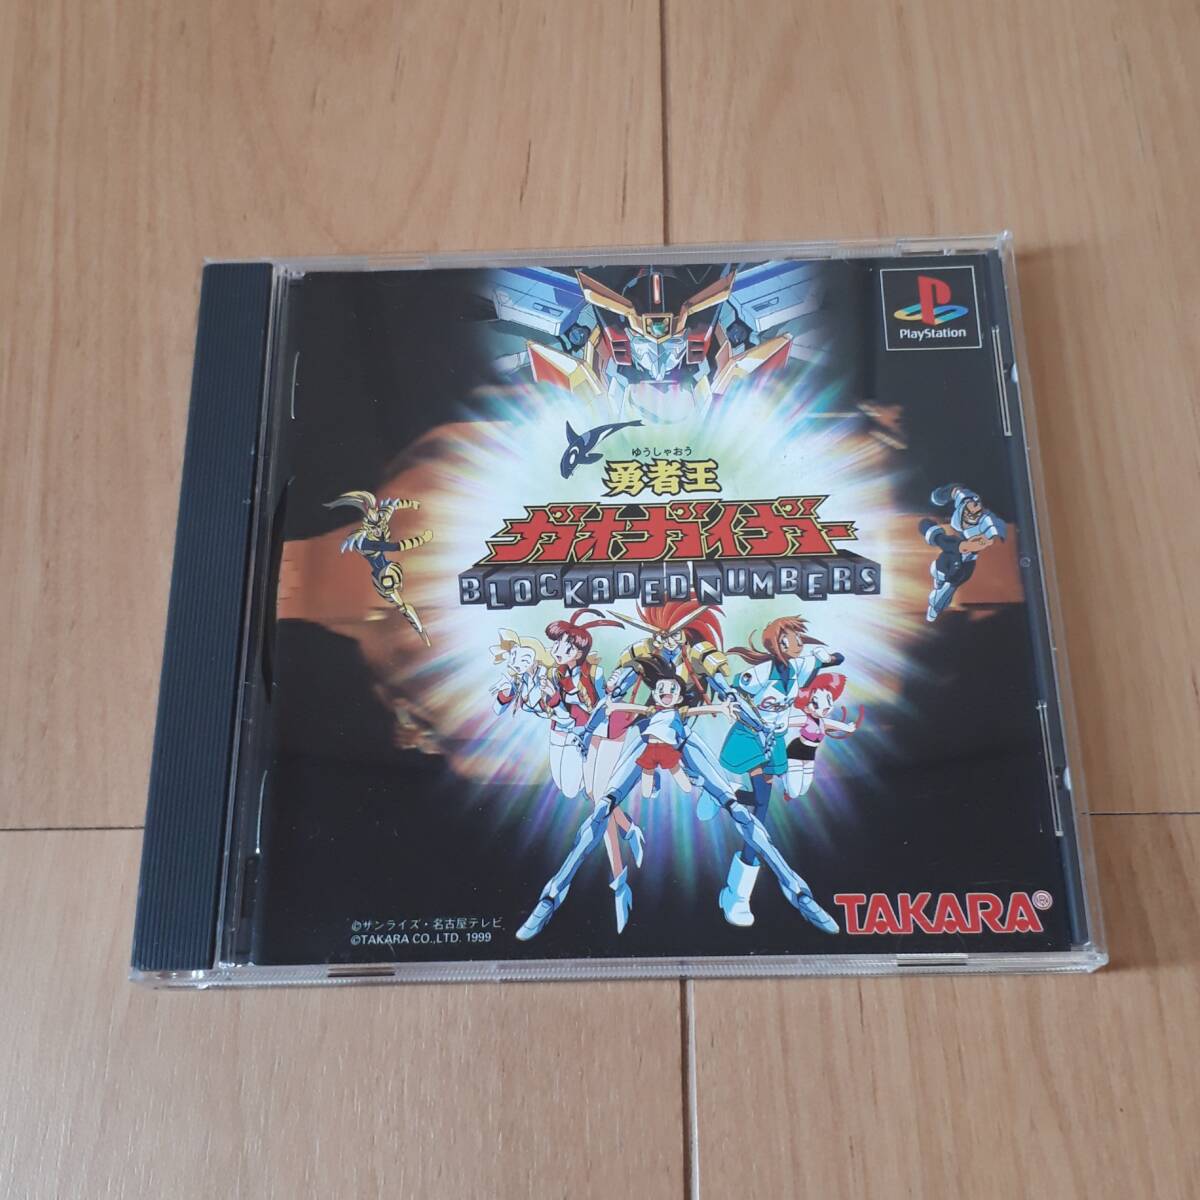 PlayStation
ゆうしゃおう
勇者王
ガオガイガー
BLOCKADED NUMBERS
TAKARA®
©サンライズ・名古屋テレビ
©TAKARA CO.,LTD. 1999